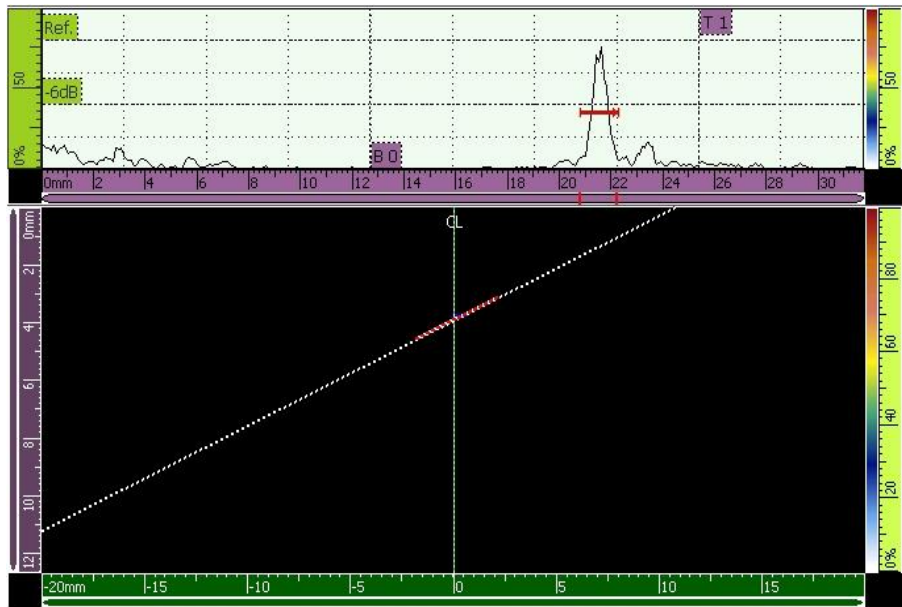 Ref.
T 1
|50
|50
-6dB
B 0
0%
0%
0mm |2 |4 |6 |8 |10 |12 |14 |16 |18 |20 |22 |24 |26 |28 |30
CL
0mm
2|
4|
6|
8|
10|
12|
|80
|60
|40
|20
0%
-20mm |-15 |-10 |-5 |0 |5 |10 |15